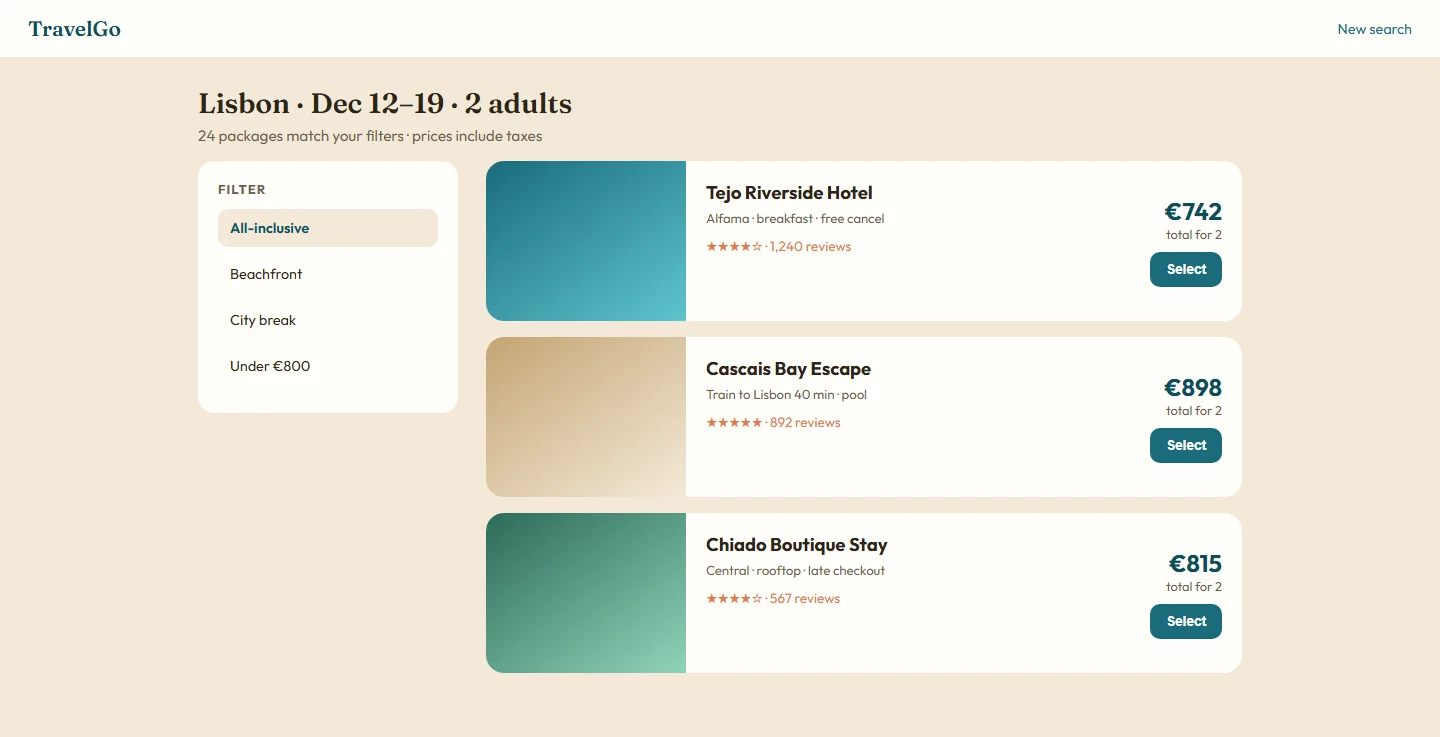 TravelGo
New search
Lisbon · Dec 12–19 · 2 adults
24 packages match your filters · prices include taxes
FILTER
All-inclusive
Beachfront
City break
Under €800
Tejo Riverside Hotel
Alfama · breakfast · free cancel
★★★★☆ · 1,240 reviews
€742
total for 2
Select
Cascais Bay Escape
Train to Lisbon 40 min · pool
★★★★★ · 892 reviews
€898
total for 2
Select
Chiado Boutique Stay
Central · rooftop · late checkout
★★★★☆ · 567 reviews
€815
total for 2
Select